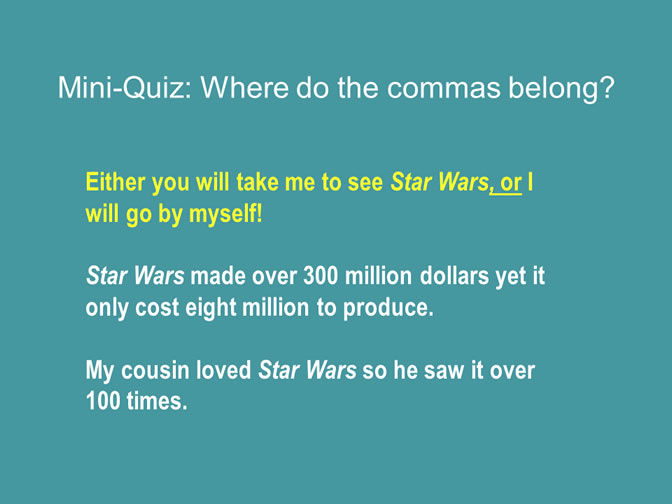 Mini-Quiz: Where do the commas belong?
Either you will take me to see Star Wars, or I
will go by myself!
Star Wars made over 300 million dollars yet it
only cost eight million to produce.
My cousin loved Star Wars so he saw it over
100 times.